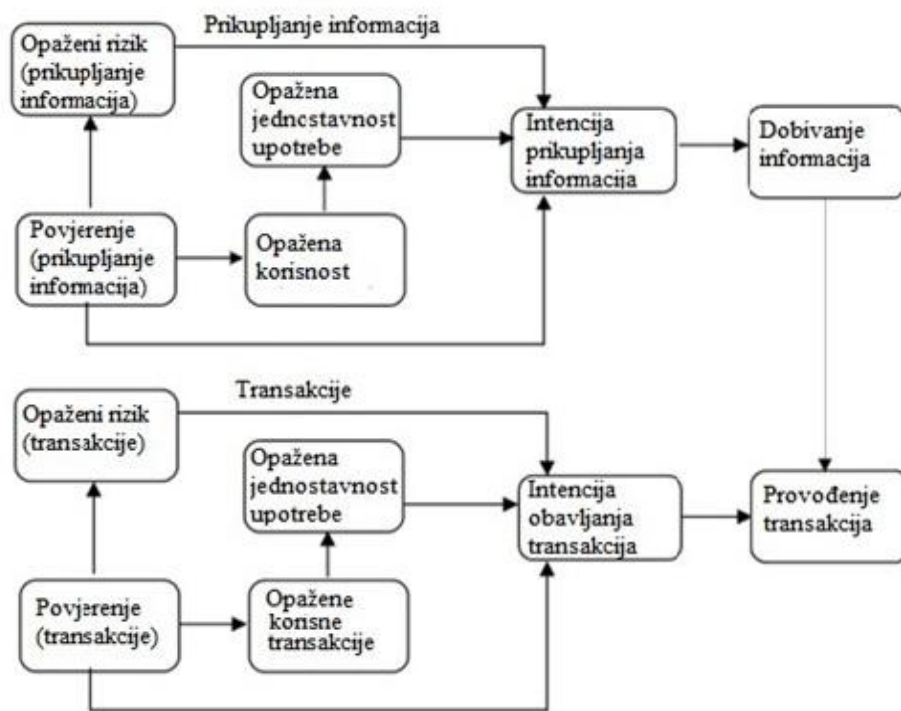 Prikupljanje informacija
Opaženi rizik
(prikupljanje
informacija)
Opažena
jednostavnost
upotrebe
Intencija
prikupljanja
informacija
Dobivanje
informacija
Povjerenje
(prikupljanje
informacija)
Opažena
korisnost
Transakcije
Opaženi rizik
(transakcije)
Opažena
jednostavnost
upotrebe
Intencija
obavljanja
transakcija
Provođenje
transakcija
Povjerenje
(transakcije)
Opažene
korisne
transakcije